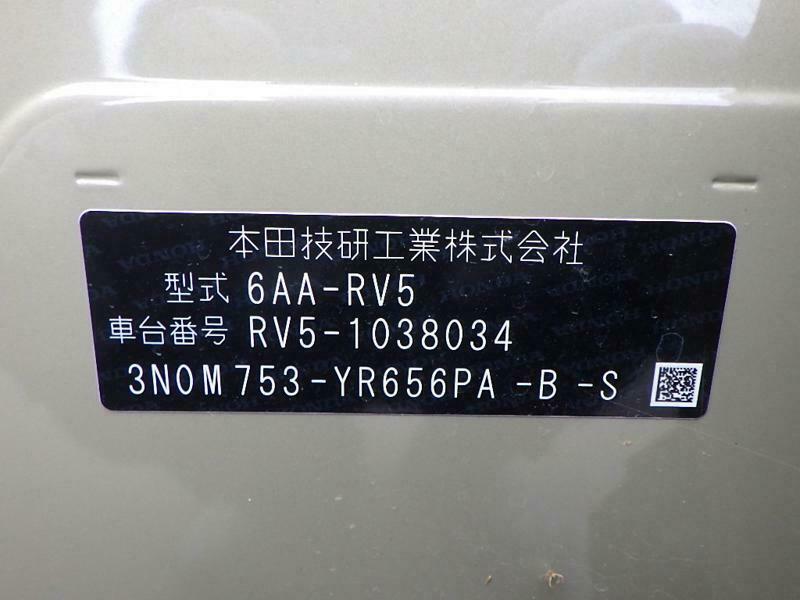 本田技研工業株式会社
型式 6AA-RV5
車台番号 RV5-1038034
3N0M753-YR656PA -B -S